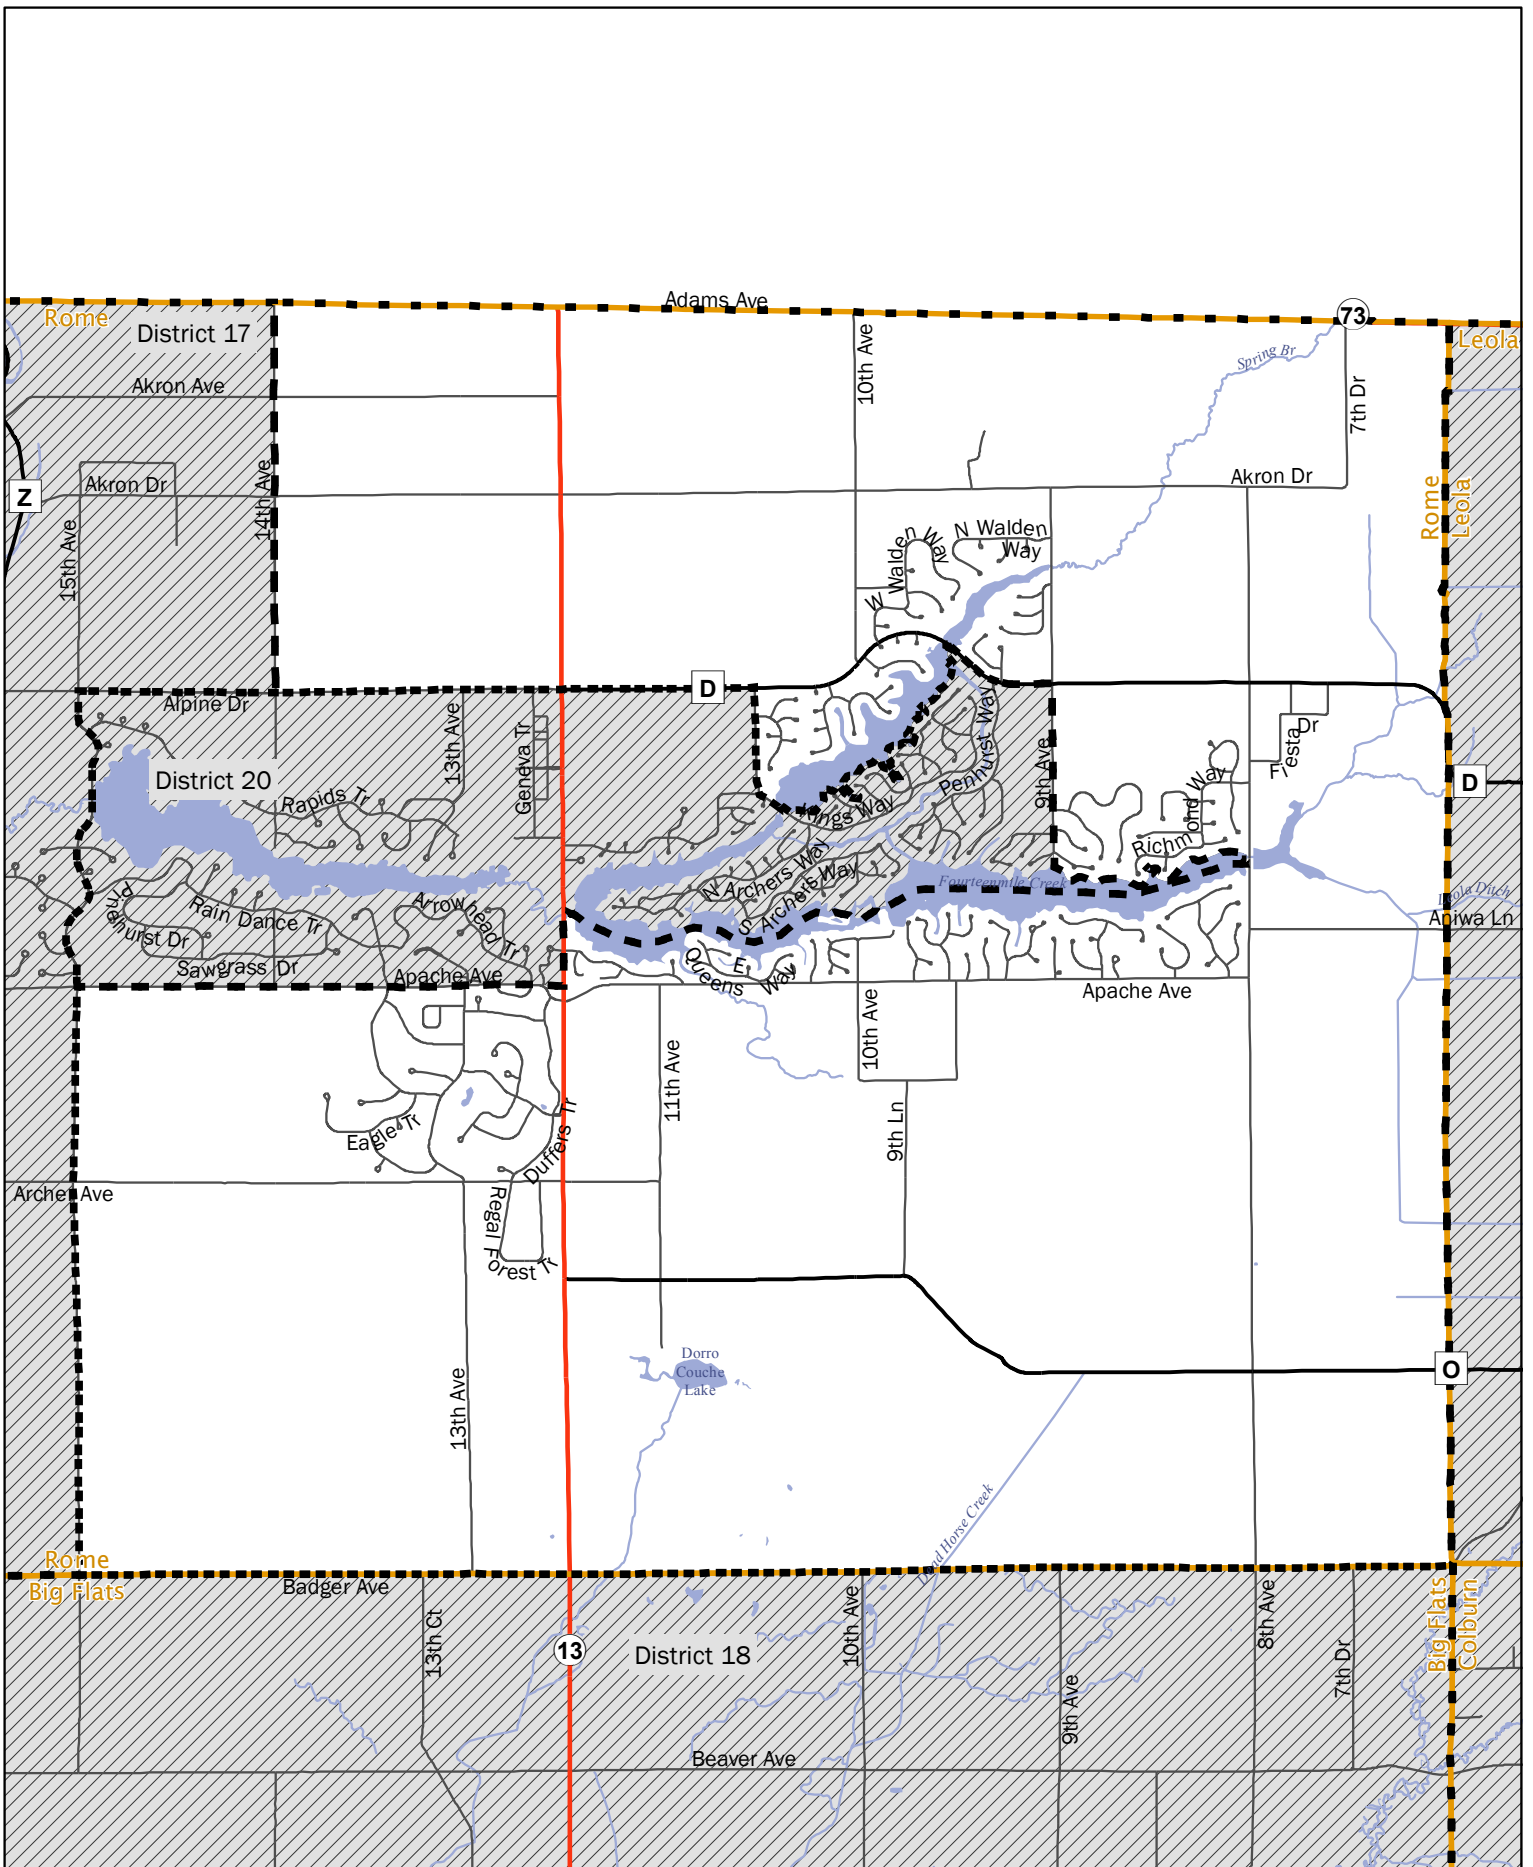 Adams Ave
73
Rome
District 17
Leola
10th Ave
Spring Br
Akron Ave
7th Dr
Z
Akron Dr
14th Ave
Akron Dr
Rome
Leola
15th Ave
W Walden Way
N Walden
Way
D
Alpine Dr
District 20
13th Ave
Geneva Tr
Rapids Tr
Kings Way
Penhurst Way
9th Ave
Fiesta Dr
D
Richmond Way
N Archers Way
S Archers Way
Fourteenmile Creek
Leola Ditch
Aniwa Ln
Pinehurst Dr
Rain Dance Tr
Arrowhead Tr
Sawgrass Dr
Apache Ave
E
Queens Way
Apache Ave
10th Ave
11th Ave
9th Ln
Eagle Tr
Duffers Tr
Archer Ave
Regal Forest Tr
Dorro
Couche
Lake
O
13th Ave
Dead Horse Creek
Rome
Big Flats
Badger Ave
13th Ct
13
District 18
10th Ave
9th Ave
8th Ave
7th Dr
Big Flats
Colburn
Beaver Ave